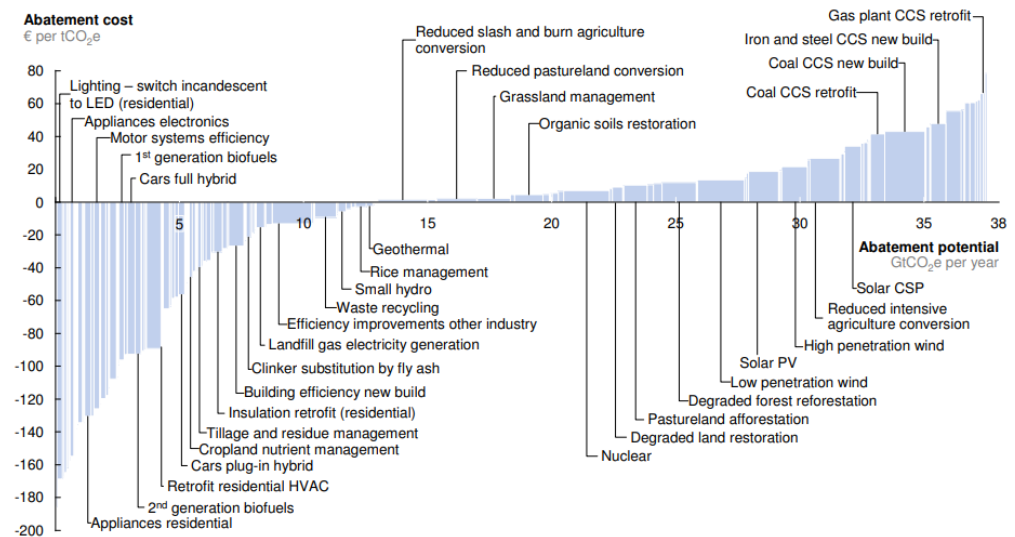 Abatement cost
€ per tCO2e
Gas plant CCS retrofit
Reduced slash and burn agriculture
conversion
Iron and steel CCS new build
Coal CCS new build
Reduced pastureland conversion
80
Lighting – switch incandescent
to LED (residential)
Grassland management
Coal CCS retrofit
60
Appliances electronics
Organic soils restoration
40
Motor systems efficiency
1st generation biofuels
20
Cars full hybrid
0
5
10
15
20
25
30
35
38
-20
Geothermal
Abatement potential
GtCO2e per year
-40
Rice management
Small hydro
Solar CSP
-60
Waste recycling
Reduced intensive
agriculture conversion
Efficiency improvements other industry
-80
Landfill gas electricity generation
High penetration wind
Solar PV
-100
Clinker substitution by fly ash
Low penetration wind
Building efficiency new build
Degraded forest reforestation
-120
Insulation retrofit (residential)
Pastureland afforestation
Tillage and residue management
Degraded land restoration
-140
Cropland nutrient management
Nuclear
-160
Cars plug-in hybrid
Retrofit residential HVAC
-180
2nd generation biofuels
Appliances residential
-200